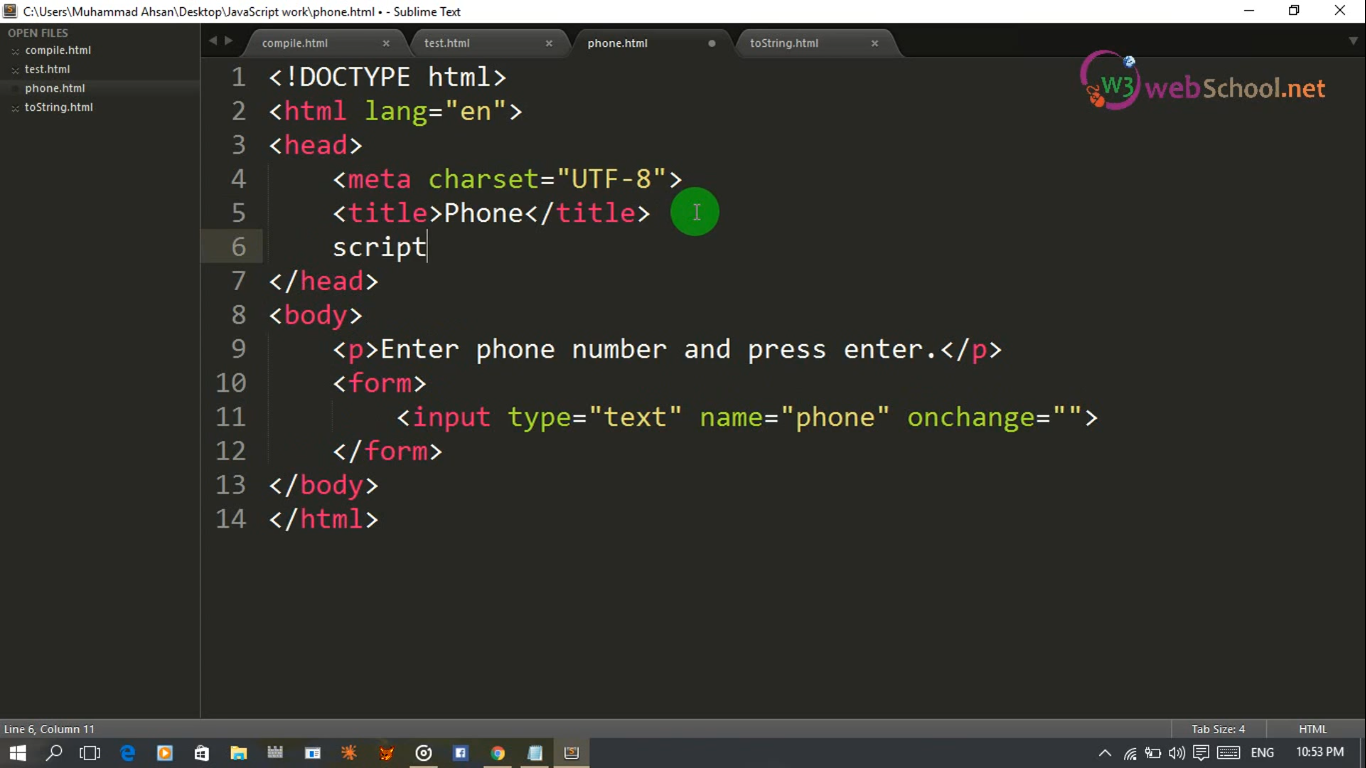 C:\Users\Muhammad Ahsan\Desktop\JavaScript work\phone.html • - Sublime Text
OPEN FILES
compile.html
test.html
phone.html
toString.html
compile.html × test.html × phone.html toString.html ×
W3 webSchool.net
1 <!DOCTYPE html>
2 <html lang="en">
3 <head>
4 <meta charset="UTF-8">
5 <title>Phone</title>
6 script
7 </head>
8 <body>
9 <p>Enter phone number and press enter.</p>
10 <form>
11 <input type="text" name="phone" onchange="">
12 </form>
13 </body>
14 </html>
Line 6, Column 11 Tab Size: 4 HTML
ENG 10:53 PM